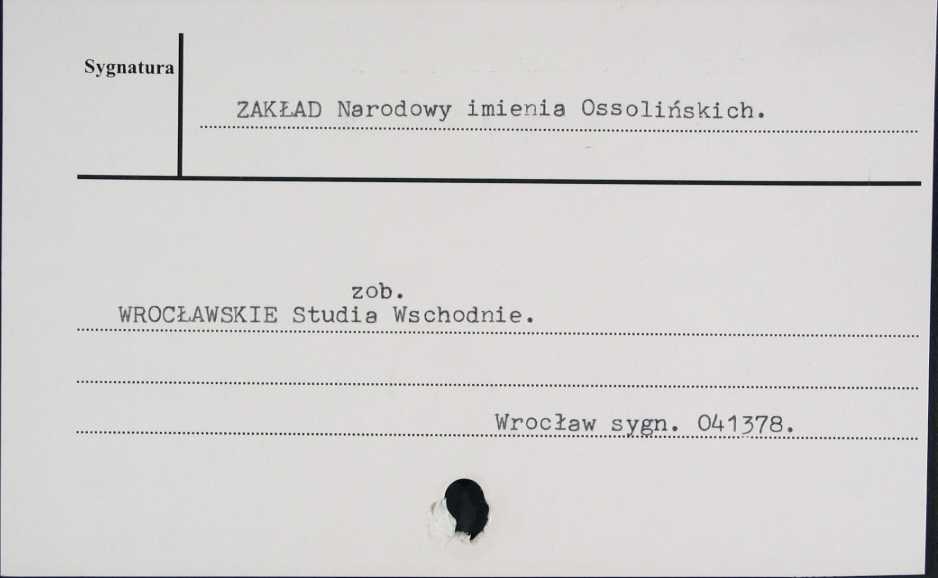 Sygnatura
ZAKŁAD Narodowy imienia Ossolińskich.
zob.
WROCŁAWSKIE Studia Wschodnie.
Wrocław sygn. 041378.